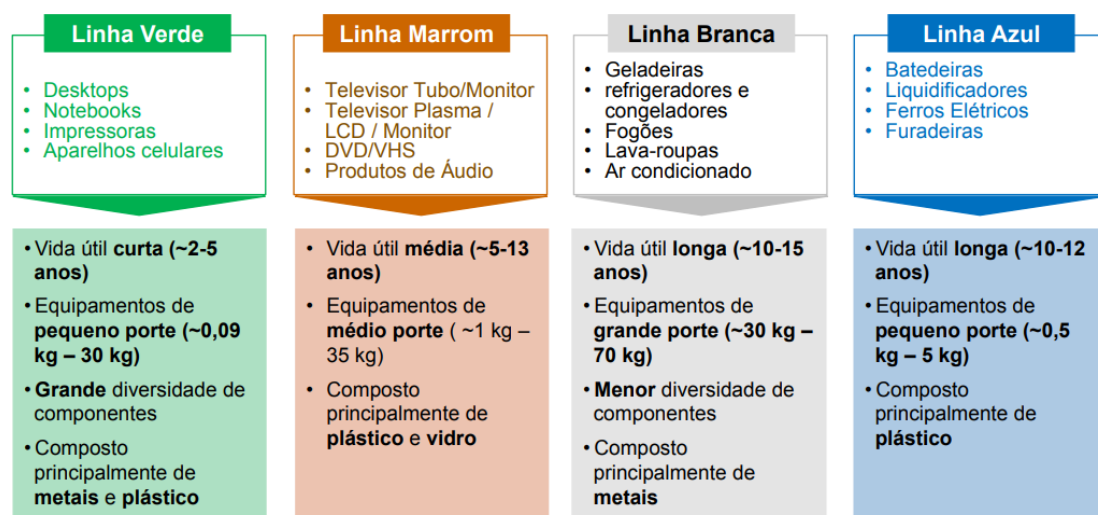 Linha Verde
• Desktops
• Notebooks
• Impressoras
• Aparelhos celulares
• Vida útil curta (~2-5
anos)
• Equipamentos de
pequeno porte (~0,09
kg – 30 kg)
• Grande diversidade de
componentes
• Composto
principalmente de
metais e plástico
Linha Marrom
• Televisor Tubo/Monitor
• Televisor Plasma /
LCD / Monitor
• DVD/VHS
• Produtos de Áudio
• Vida útil média (~5-13
anos)
• Equipamentos de
médio porte ( ~1 kg –
35 kg)
• Composto
principalmente de
plástico e vidro
Linha Branca
• Geladeiras
• refrigeradores e
congeladores
• Fogões
• Lava-roupas
• Ar condicionado
• Vida útil longa (~10-15
anos)
• Equipamentos de
grande porte (~30 kg –
70 kg)
• Menor diversidade de
componentes
• Composto
principalmente de
metais
Linha Azul
• Batedeiras
• Liquidificadores
• Ferros Elétricos
• Furadeiras
• Vida útil longa (~10-12
anos)
• Equipamentos de
pequeno porte (~0,5
kg – 5 kg)
• Composto
principalmente de
plástico